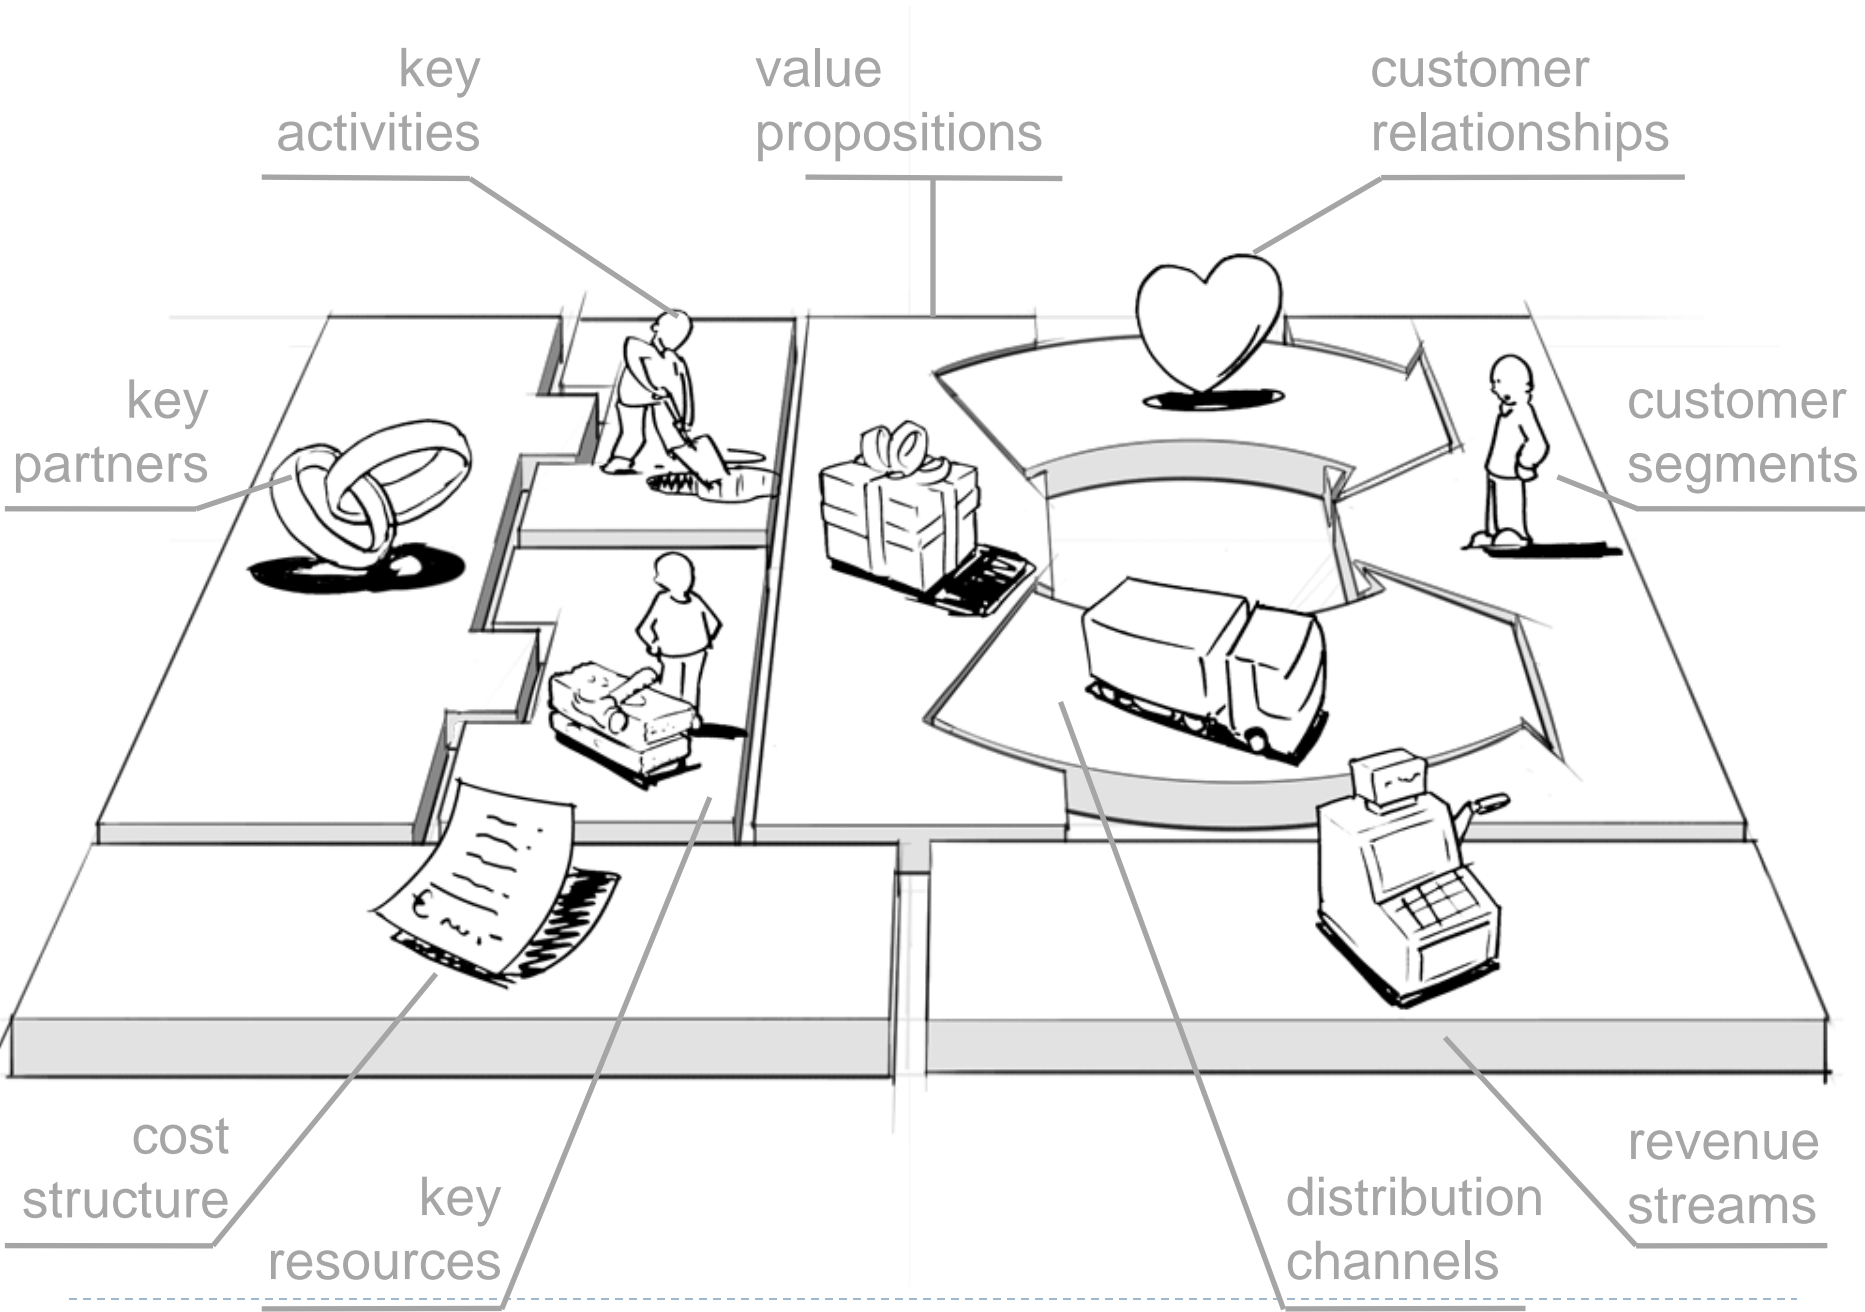 key
activities
value
propositions
customer
relationships
key
partners
customer
segments
€
cost
structure
key
resources
distribution
channels
revenue
streams